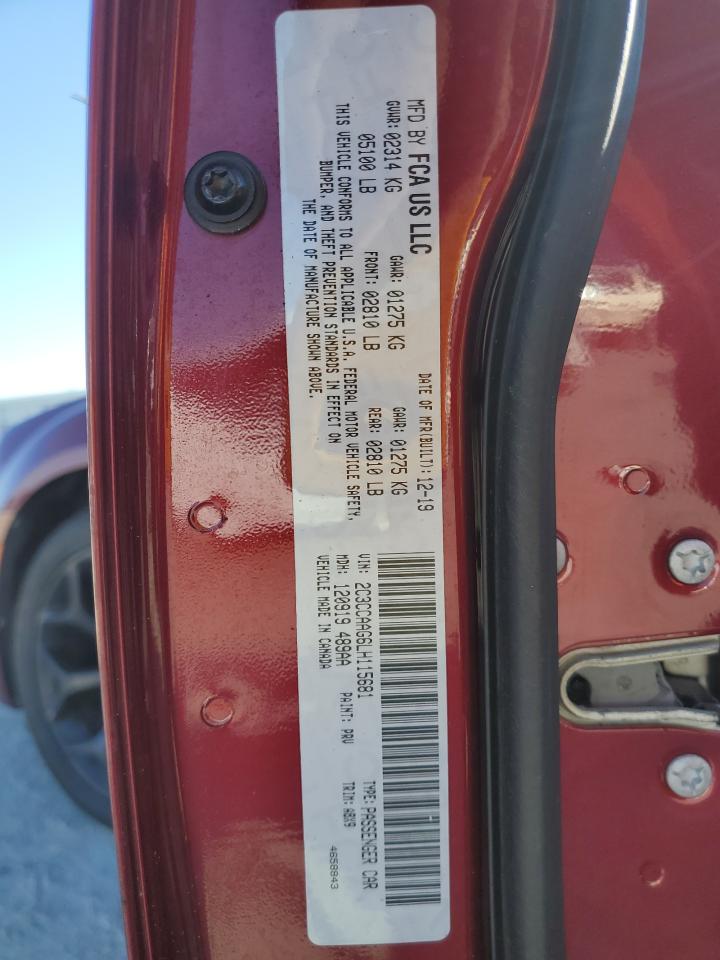 MFD BY FCA US LLC
DATE OF MFR(BUILT): 12-19
GVWR: 02314 KG
GAWR: 01275 KG
GAWR: 01275 KG
05100 LB
FRONT: 02810 LB
REAR: 02810 LB
THIS VEHICLE CONFORMS TO ALL APPLICABLE U.S.A. FEDERAL MOTOR VEHICLE SAFETY,
BUMPER, AND THEFT PREVENTION STANDARDS IN EFFECT ON
THE DATE OF MANUFACTURE SHOWN ABOVE.
VIN: 2C3CCAAG6LH115681
TYPE: PASSENGER CAR
MDH: 120919 489AA
PAINT: PRV
TRIM: ABX9
VEHICLE MADE IN CANADA
4658843